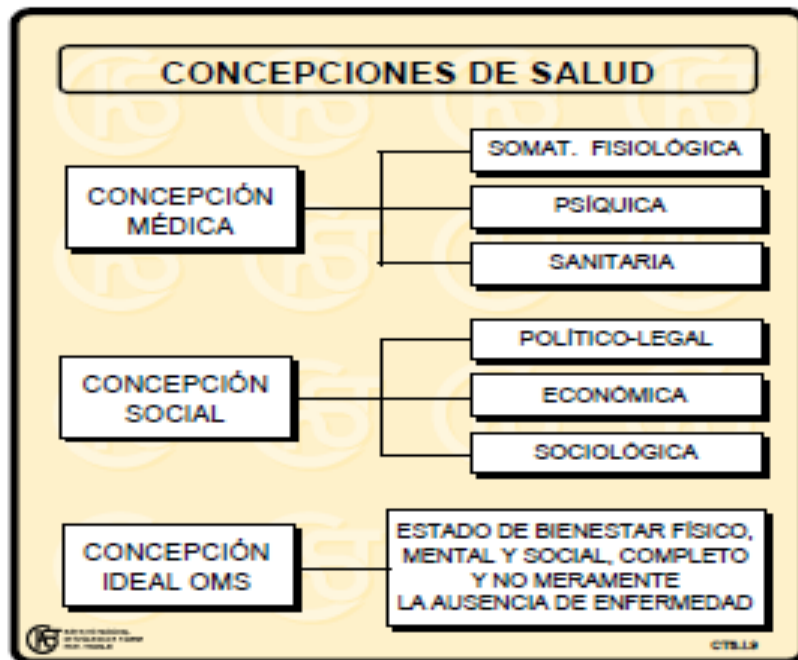 CONCEPCIONES DE SALUD
CONCEPCIÓN
MÉDICA
SOMAT. FISIOLÓGICA
PSÍQUICA
SANITARIA
CONCEPCIÓN
SOCIAL
POLÍTICO-LEGAL
ECONÓMICA
SOCIOLÓGICA
CONCEPCIÓN
IDEAL OMS
ESTADO DE BIENESTAR FÍSICO,
MENTAL Y SOCIAL, COMPLETO
Y NO MERAMENTE
LA AUSENCIA DE ENFERMEDAD